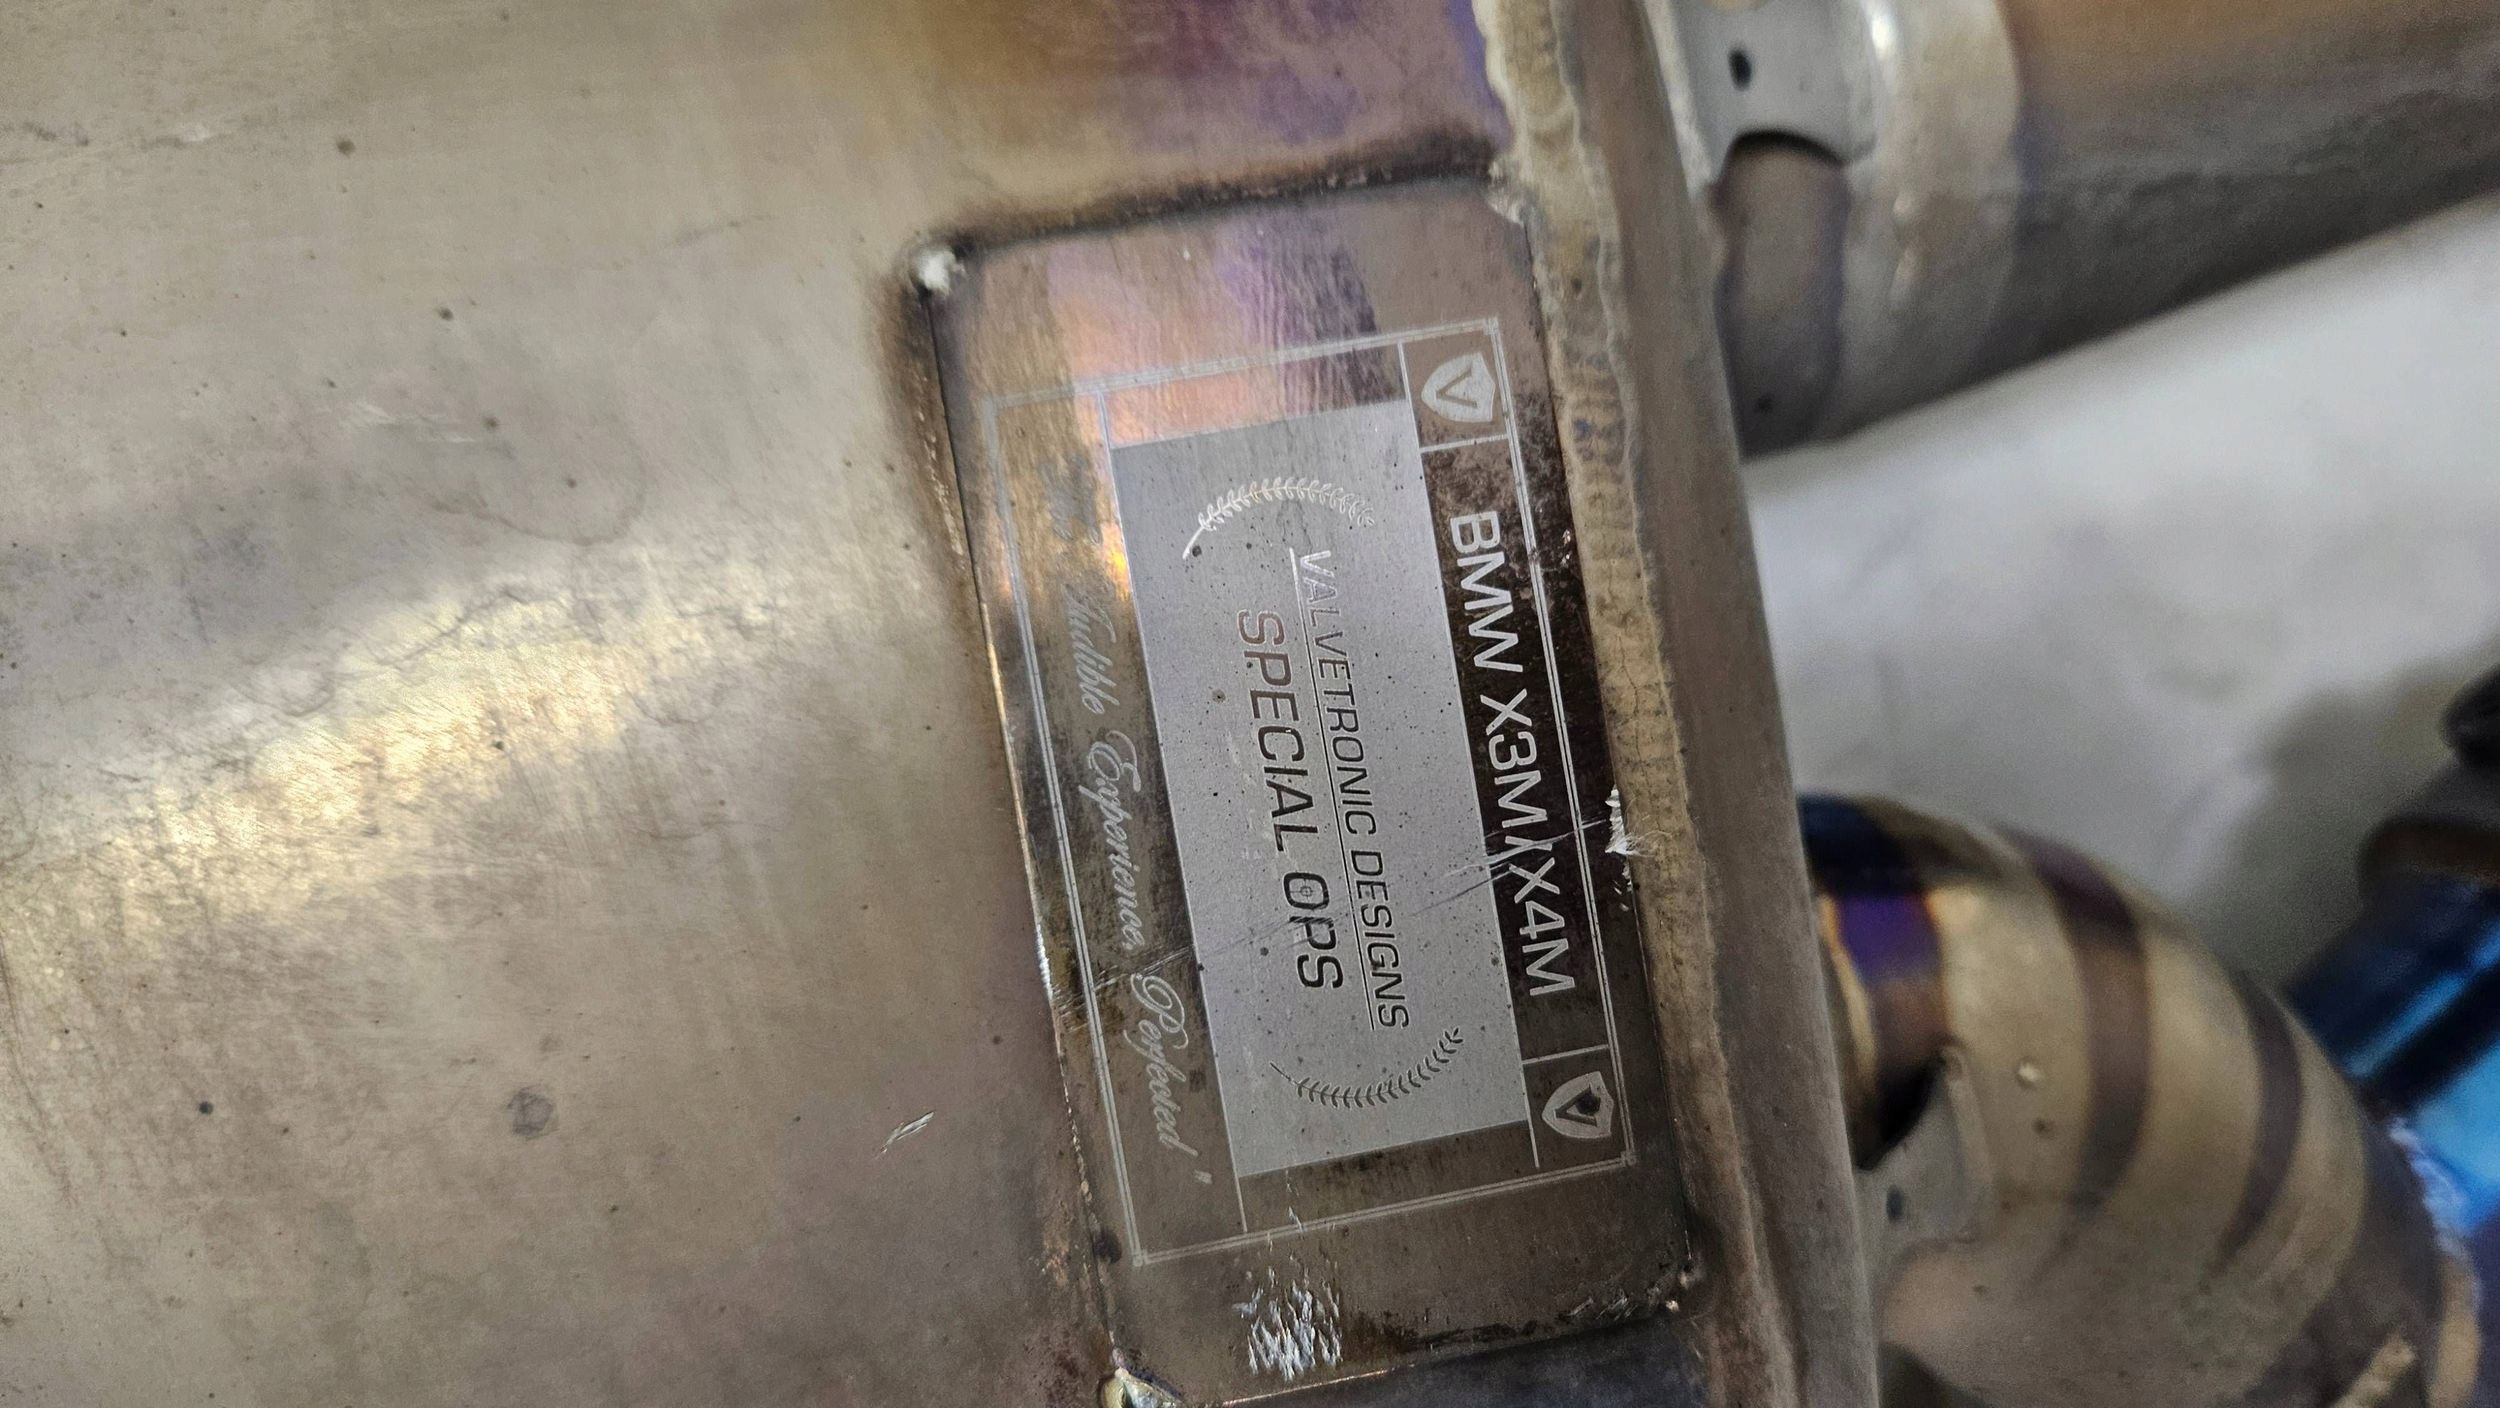 BMW X3M/X4M
VALVETRONIC DESIGNS
SPECIAL OPS
Audible Experience, Perfected"